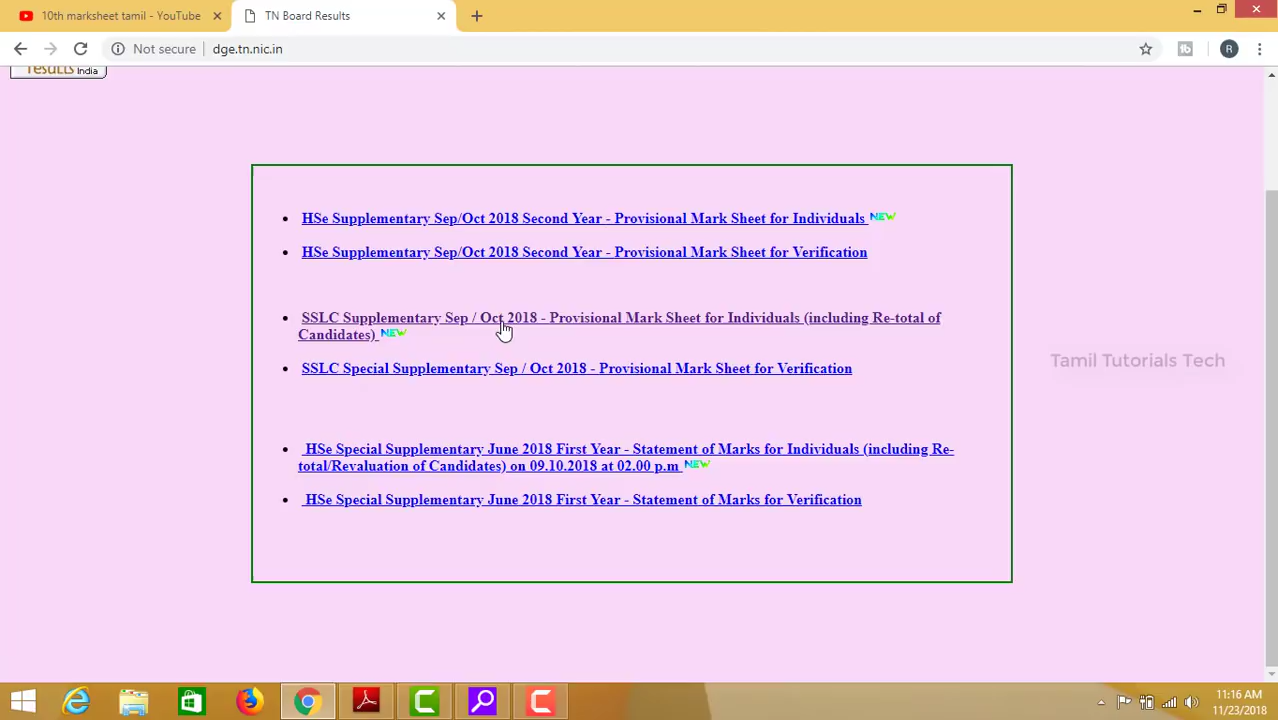 10th marksheet tamil - YouTube
TN Board Results
Not secure
dge.tn.nic.in
R
results India
HSe Supplementary Sep/Oct 2018 Second Year - Provisional Mark Sheet for Individuals NEW
HSe Supplementary Sep/Oct 2018 Second Year - Provisional Mark Sheet for Verification
SSLC Supplementary Sep / Oct 2018 - Provisional Mark Sheet for Individuals (including Re-total of
Candidates) NEW
Tamil Tutorials Tech
SSLC Special Supplementary Sep / Oct 2018 - Provisional Mark Sheet for Verification
HSe Special Supplementary June 2018 First Year - Statement of Marks for Individuals (including Re-
total/Revaluation of Candidates) on 09.10.2018 at 02.00 p.m NEW
HSe Special Supplementary June 2018 First Year - Statement of Marks for Verification
11:16 AM
11/23/2018